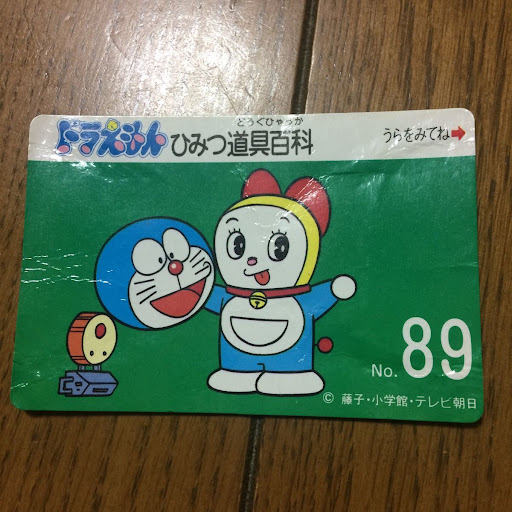 どうぐひゃっか
ドラえもん ひみつ道具百科 うらをみてね➡
No. 89
© 藤子・小学館・テレビ朝日